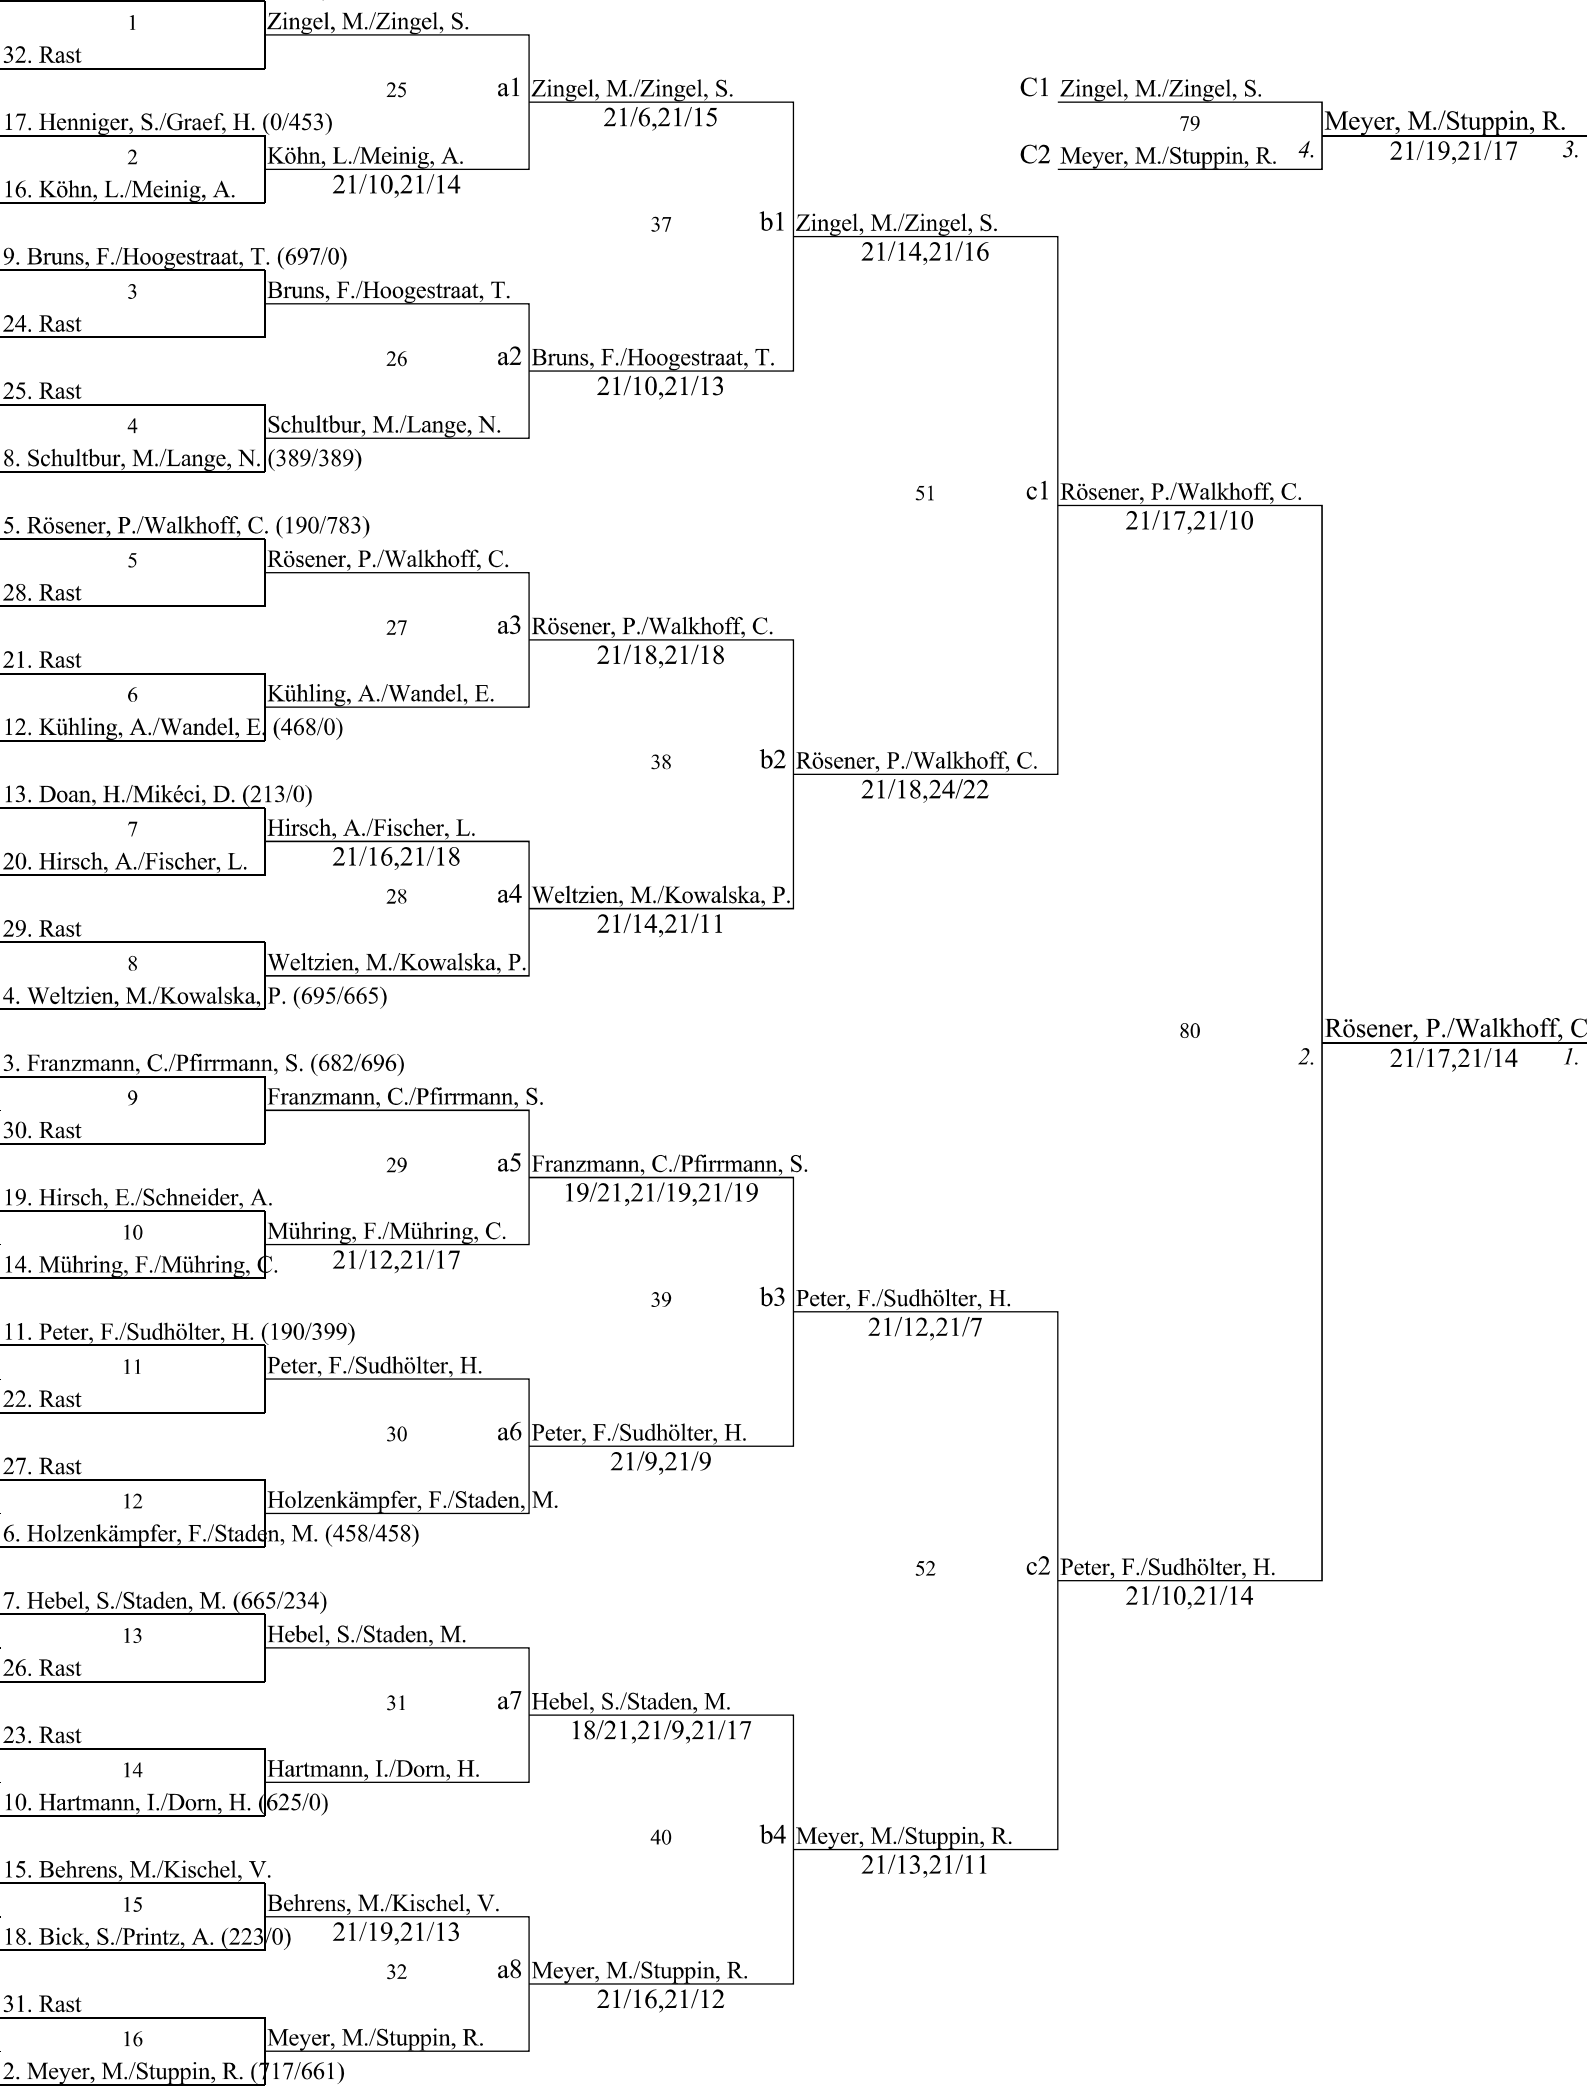 1
Zingel, M./Zingel, S.
32. Rast
25
a1 Zingel, M./Zingel, S.
21/6,21/15
C1 Zingel, M./Zingel, S.
79
Meyer, M./Stuppin, R.
C2 Meyer, M./Stuppin, R. 4.
21/19,21/17 3.
17. Henniger, S./Graef, H. (0/453)
2
Köhn, L./Meinig, A.
16. Köhn, L./Meinig, A.
21/10,21/14
37
b1 Zingel, M./Zingel, S.
21/14,21/16
9. Bruns, F./Hoogestraat, T. (697/0)
3
Bruns, F./Hoogestraat, T.
24. Rast
26
a2 Bruns, F./Hoogestraat, T.
21/10,21/13
25. Rast
4
Schultbur, M./Lange, N.
8. Schultbur, M./Lange, N. (389/389)
51
c1 Rösener, P./Walkhoff, C.
21/17,21/10
5. Rösener, P./Walkhoff, C. (190/783)
5
Rösener, P./Walkhoff, C.
28. Rast
27
a3 Rösener, P./Walkhoff, C.
21/18,21/18
21. Rast
6
Kühling, A./Wandel, E.
12. Kühling, A./Wandel, E. (468/0)
38
b2 Rösener, P./Walkhoff, C.
21/18,24/22
13. Doan, H./Mikéci, D. (213/0)
7
Hirsch, A./Fischer, L.
20. Hirsch, A./Fischer, L.
21/16,21/18
28
a4 Weltzien, M./Kowalska, P.
21/14,21/11
29. Rast
8
Weltzien, M./Kowalska, P.
4. Weltzien, M./Kowalska, P. (695/665)
80
Rösener, P./Walkhoff, C
2.
21/17,21/14 1.
3. Franzmann, C./Pfirrmann, S. (682/696)
9
Franzmann, C./Pfirrmann, S.
30. Rast
29
a5 Franzmann, C./Pfirrmann, S.
19/21,21/19,21/19
19. Hirsch, E./Schneider, A.
10
Mühring, F./Mühring, C.
14. Mühring, F./Mühring, C.
21/12,21/17
39
b3 Peter, F./Sudhölter, H.
21/12,21/7
11. Peter, F./Sudhölter, H. (190/399)
11
Peter, F./Sudhölter, H.
22. Rast
30
a6 Peter, F./Sudhölter, H.
21/9,21/9
27. Rast
12
Holzenkämpfer, F./Staden, M.
6. Holzenkämpfer, F./Staden, M. (458/458)
52
c2 Peter, F./Sudhölter, H.
21/10,21/14
7. Hebel, S./Staden, M. (665/234)
13
Hebel, S./Staden, M.
26. Rast
31
a7 Hebel, S./Staden, M.
18/21,21/9,21/17
23. Rast
14
Hartmann, I./Dorn, H.
10. Hartmann, I./Dorn, H. (625/0)
40
b4 Meyer, M./Stuppin, R.
21/13,21/11
15. Behrens, M./Kischel, V.
15
Behrens, M./Kischel, V.
18. Bick, S./Printz, A. (223/0)
21/19,21/13
32
a8 Meyer, M./Stuppin, R.
21/16,21/12
31. Rast
16
Meyer, M./Stuppin, R.
2. Meyer, M./Stuppin, R. (717/661)